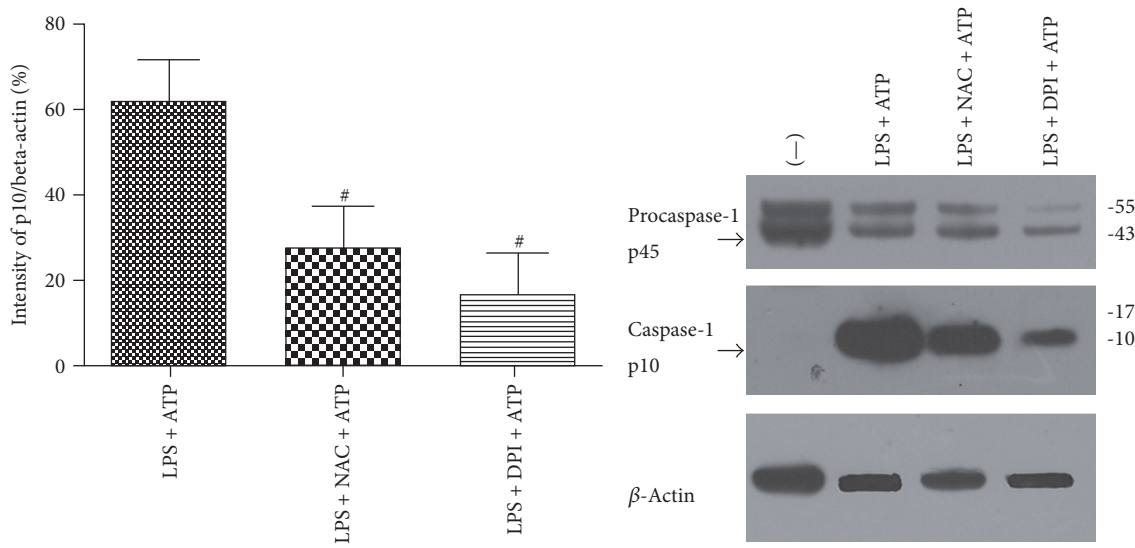 80
60
40
20
0
Intensity of p10/beta-actin (%)
#
#
LPS + ATP
LPS + NAC + ATP
LPS + DPI + ATP
(−)
LPS + ATP
LPS + NAC + ATP
LPS + DPI + ATP
Procaspase-1
p45
-55
-43
Caspase-1
p10
-17
-10
β-Actin